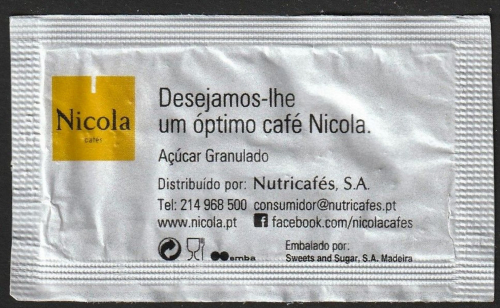 Nicola
cafés
Desejamos-lhe
um óptimo café Nicola.
Açúcar Granulado
Distribuído por: Nutricafés, S.A.
Tel: 214 968 500 consumidor@nutricafes.pt
www.nicola.pt facebook.com/nicolacafes
emba
Embalado por:
Sweets and Sugar, S.A. Madeira